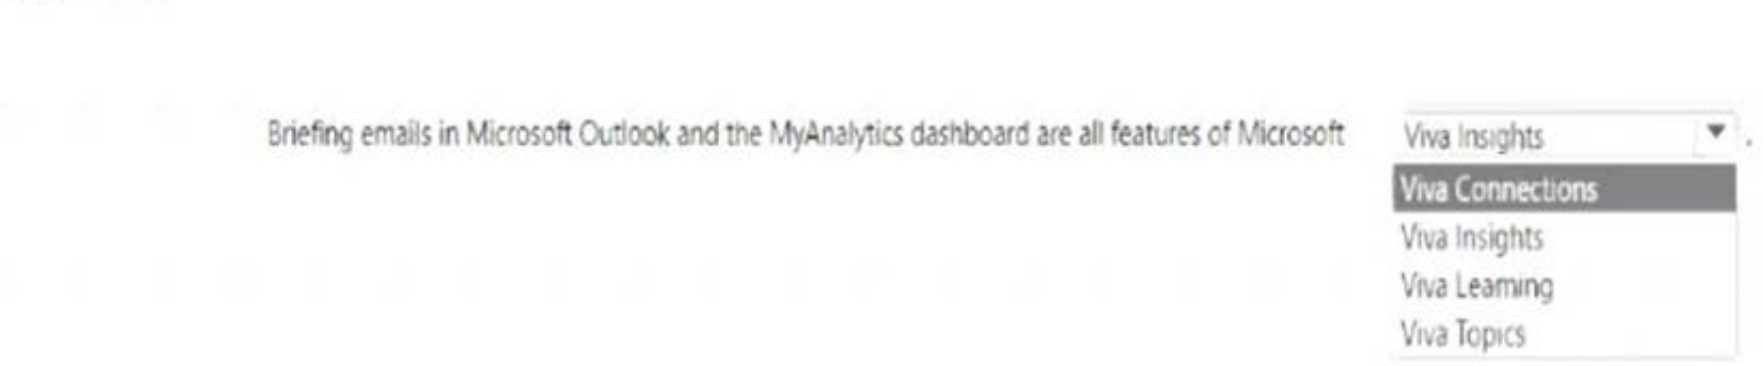 Briefing emails in Microsoft Outlook and the MyAnalytics dashboard are all features of Microsoft Viva Insights .
Viva Connections
Viva Insights
Viva Learning
Viva Topics